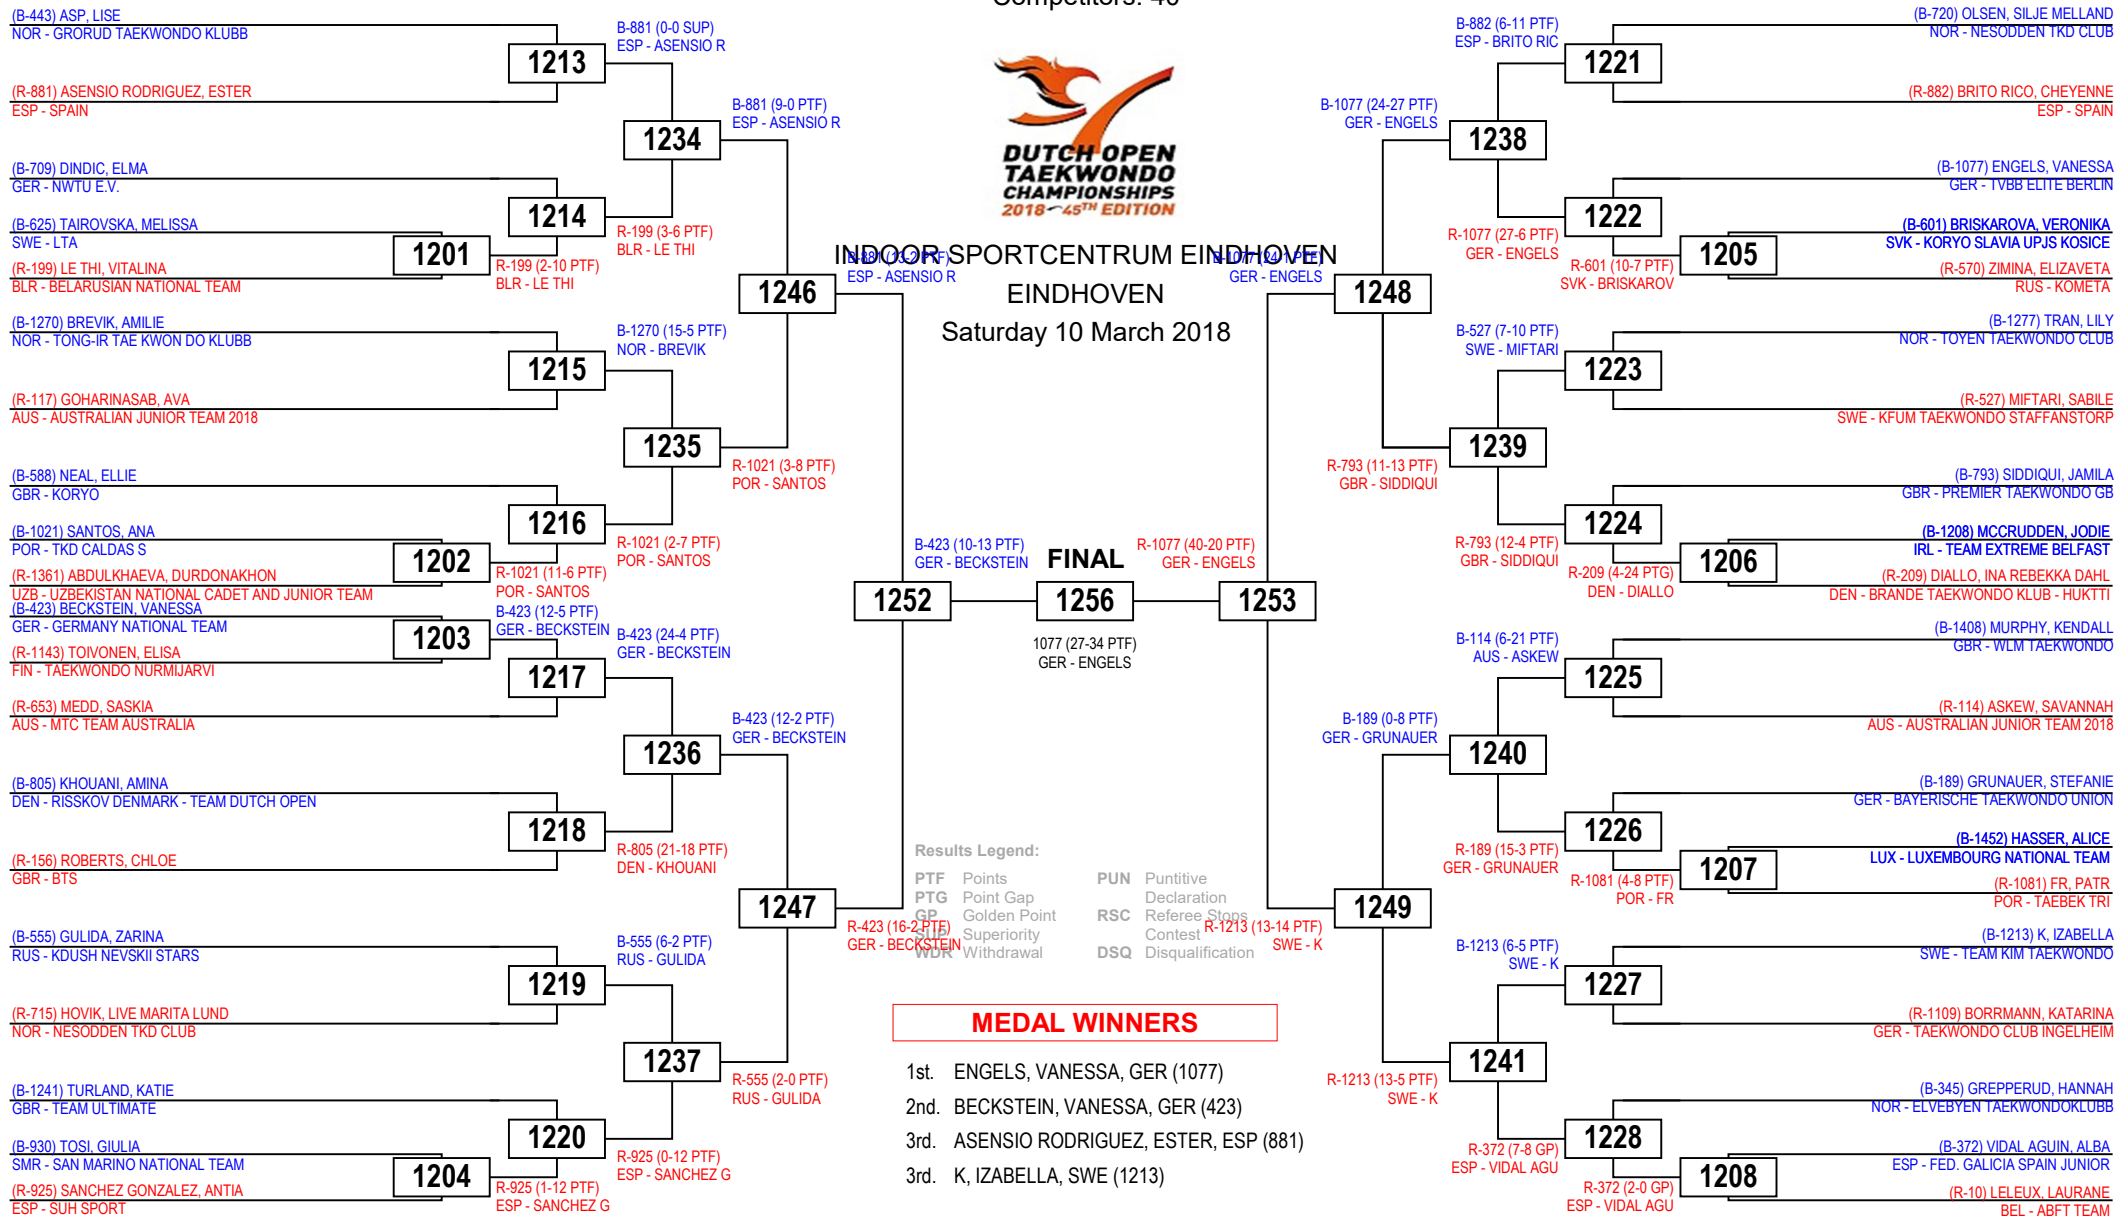 Competitors: 40
(B-443) ASP, LISE
NOR - GRORUD TAEKWONDO KLUBB
1213
(R-881) ASENSIO RODRIGUEZ, ESTER
ESP - SPAIN
B-881 (0-0 SUP)
ESP - ASENSIO R
1234
B-881 (9-0 PTF)
ESP - ASENSIO R
(B-709) DINDIC, ELMA
GER - NWTU E.V.
1214
(B-625) TAIROVSKA, MELISSA
SWE - LTA
1201
(R-199) LE THI, VITALINA
BLR - BELARUSIAN NATIONAL TEAM
R-199 (2-10 PTF)
BLR - LE THI
R-199 (3-6 PTF)
BLR - LE THI
1246
B-881 (13-2 PTF)
ESP - ASENSIO R
(B-1270) BREVIK, AMILIE
NOR - TONG-IR TAE KWON DO KLUBB
1215
(R-117) GOHARINASAB, AVA
AUS - AUSTRALIAN JUNIOR TEAM 2018
B-1270 (15-5 PTF)
NOR - BREVIK
1235
R-1021 (3-8 PTF)
POR - SANTOS
(B-588) NEAL, ELLIE
GBR - KORYO
1216
(B-1021) SANTOS, ANA
POR - TKD CALDAS S
1202
(R-1361) ABDULKHAEVA, DURDONAKHON
UZB - UZBEKISTAN NATIONAL CADET AND JUNIOR TEAM
R-1021 (11-6 PTF)
POR - SANTOS
R-1021 (2-7 PTF)
POR - SANTOS
(B-423) BECKSTEIN, VANESSA
GER - GERMANY NATIONAL TEAM
1203
(R-1143) TOIVONEN, ELISA
FIN - TAEKWONDO NURMIJARVI
B-423 (12-5 PTF)
GER - BECKSTEIN
1217
(R-653) MEDD, SASKIA
AUS - MTC TEAM AUSTRALIA
B-423 (24-4 PTF)
GER - BECKSTEIN
1236
B-423 (12-2 PTF)
GER - BECKSTEIN
(B-805) KHOUANI, AMINA
DEN - RISSKOV DENMARK - TEAM DUTCH OPEN
1218
(R-156) ROBERTS, CHLOE
GBR - BTS
R-805 (21-18 PTF)
DEN - KHOUANI
1247
R-423 (16-2 PTF)
GER - BECKSTEIN
(B-555) GULIDA, ZARINA
RUS - KDUSH NEVSKII STARS
1219
(R-715) HOVIK, LIVE MARITA LUND
NOR - NESODDEN TKD CLUB
B-555 (6-2 PTF)
RUS - GULIDA
1237
R-555 (2-0 PTF)
RUS - GULIDA
(B-1241) TURLAND, KATIE
GBR - TEAM ULTIMATE
1220
(B-930) TOSI, GIULIA
SMR - SAN MARINO NATIONAL TEAM
1204
(R-925) SANCHEZ GONZALEZ, ANTIA
ESP - SUH SPORT
R-925 (1-12 PTF)
ESP - SANCHEZ G
R-925 (0-12 PTF)
ESP - SANCHEZ G
DUTCH OPEN
TAEKWONDO
CHAMPIONSHIPS
2018 - 45TH EDITION
INDOOR SPORTCENTRUM EINDHOVEN
EINDHOVEN
Saturday 10 March 2018
B-423 (10-13 PTF)
GER - BECKSTEIN
1252
FINAL
1256
1077 (27-34 PTF)
GER - ENGELS
R-1077 (40-20 PTF)
GER - ENGELS
1253
Results Legend:
PTF Points
PTG Point Gap
GP Golden Point
SUP Superiority
WDR Withdrawal
PUN Puntitive
Declaration
RSC Referee Stops
Contest
DSQ Disqualification
MEDAL WINNERS
1st. ENGELS, VANESSA, GER (1077)
2nd. BECKSTEIN, VANESSA, GER (423)
3rd. ASENSIO RODRIGUEZ, ESTER, ESP (881)
3rd. K, IZABELLA, SWE (1213)
(B-720) OLSEN, SILJE MELLAND
NOR - NESODDEN TKD CLUB
1221
(R-882) BRITO RICO, CHEYENNE
ESP - SPAIN
B-882 (6-11 PTF)
ESP - BRITO RIC
1238
B-1077 (24-27 PTF)
GER - ENGELS
(B-1077) ENGELS, VANESSA
GER - TVBB ELITE BERLIN
1222
(B-601) BRISKAROVA, VERONIKA
SVK - KORYO SLAVIA UPJS KOSICE
1205
(R-570) ZIMINA, ELIZAVETA
RUS - KOMETA
R-601 (10-7 PTF)
SVK - BRISKAROV
R-1077 (27-6 PTF)
GER - ENGELS
1248
B-1077 (24-1 PTF)
GER - ENGELS
(B-1277) TRAN, LILY
NOR - TOYEN TAEKWONDO CLUB
1223
(R-527) MIFTARI, SABILE
SWE - KFUM TAEKWONDO STAFFANSTORP
B-527 (7-10 PTF)
SWE - MIFTARI
1239
R-793 (11-13 PTF)
GBR - SIDDIQUI
(B-793) SIDDIQUI, JAMILA
GBR - PREMIER TAEKWONDO GB
1224
(B-1208) MCCRUDDEN, JODIE
IRL - TEAM EXTREME BELFAST
1206
(R-209) DIALLO, INA REBEKKA DAHL
DEN - BRANDE TAEKWONDO KLUB - HUKTTI
R-209 (4-24 PTG)
DEN - DIALLO
R-793 (12-4 PTF)
GBR - SIDDIQUI
(B-1408) MURPHY, KENDALL
GBR - WLM TAEKWONDO
1225
(R-114) ASKEW, SAVANNAH
AUS - AUSTRALIAN JUNIOR TEAM 2018
B-114 (6-21 PTF)
AUS - ASKEW
1240
B-189 (0-8 PTF)
GER - GRUNAUER
(B-189) GRUNAUER, STEFANIE
GER - BAYERISCHE TAEKWONDO UNION
1226
(B-1452) HASSER, ALICE
LUX - LUXEMBOURG NATIONAL TEAM
1207
(R-1081) FR, PATR
POR - TAEBEK TRI
R-1081 (4-8 PTF)
POR - FR
R-189 (15-3 PTF)
GER - GRUNAUER
1249
R-1213 (13-14 PTF)
SWE - K
(B-1213) K, IZABELLA
SWE - TEAM KIM TAEKWONDO
1227
(R-1109) BORRMANN, KATARINA
GER - TAEKWONDO CLUB INGELHEIM
B-1213 (6-5 PTF)
SWE - K
1241
R-1213 (13-5 PTF)
SWE - K
(B-345) GREPPERUD, HANNAH
NOR - ELVEBYEN TAEKWONDOKLUBB
1228
(B-372) VIDAL AGUIN, ALBA
ESP - FED. GALICIA SPAIN JUNIOR
1208
(R-10) LELEUX, LAURANE
BEL - ABFT TEAM
R-372 (2-0 GP)
ESP - VIDAL AGU
R-372 (7-8 GP)
ESP - VIDAL AGU